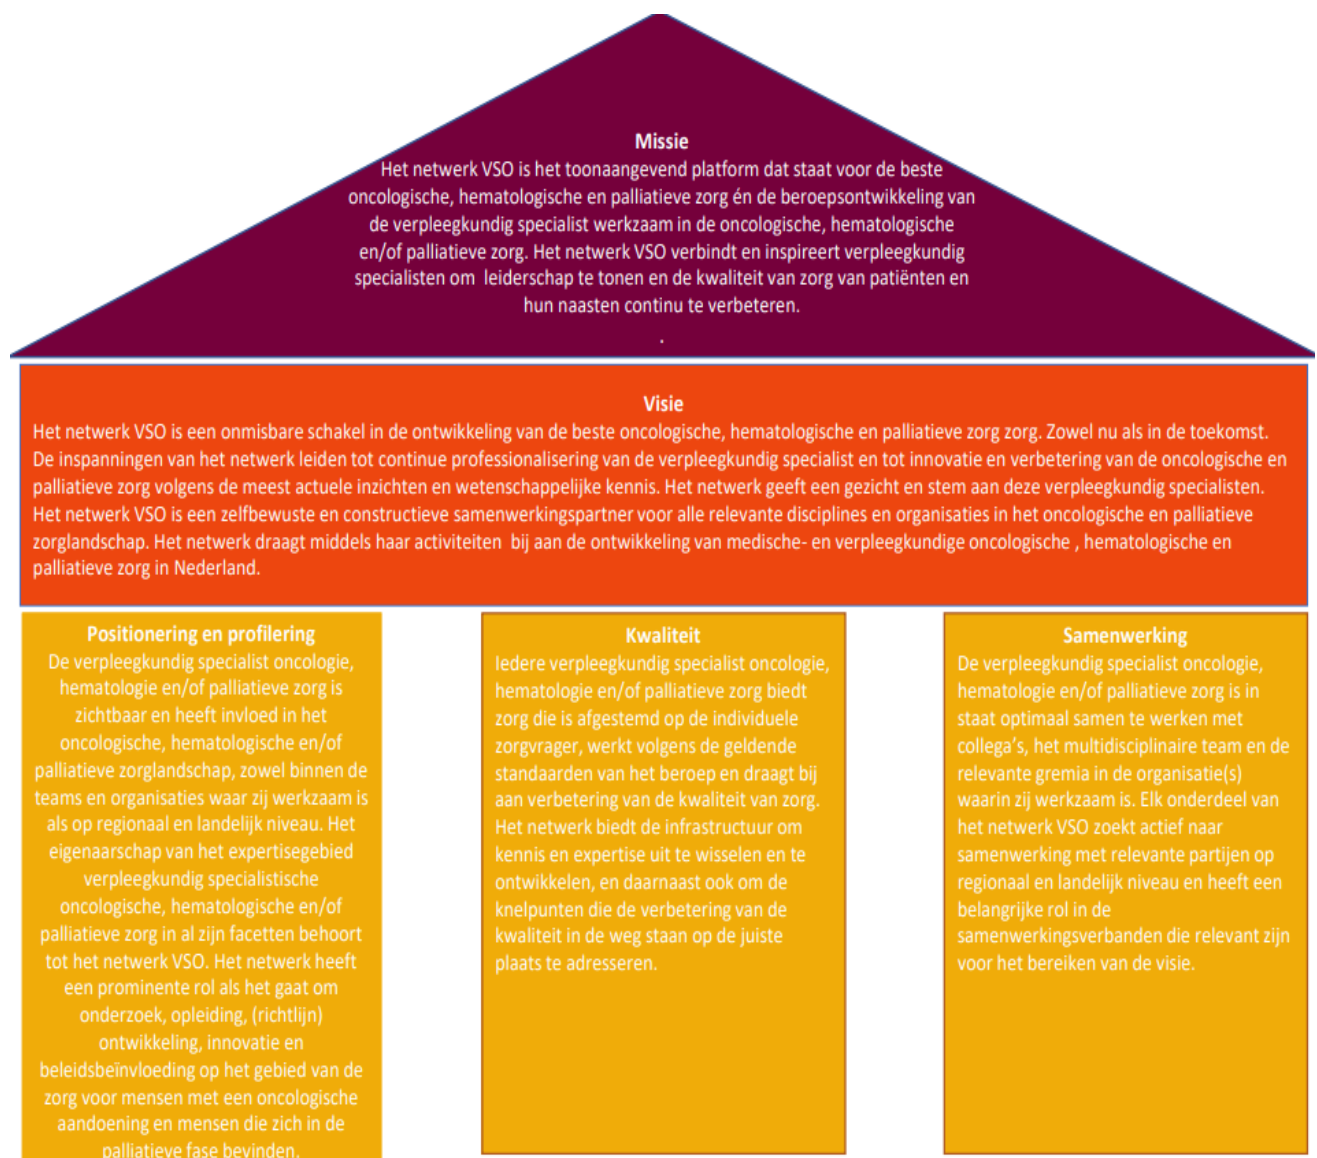 Missie
Het netwerk VSO is het toonaangevend platform dat staat voor de beste
oncologische, hematologische en palliatieve zorg én de beroepsontwikkeling van
de verpleegkundig specialist werkzaam in de oncologische, hematologische
en/of palliatieve zorg. Het netwerk VSO verbindt en inspireert verpleegkundig
specialisten om leiderschap te tonen en de kwaliteit van zorg van patiënten en
hun naasten continu te verbeteren.
.
Visie
Het netwerk VSO is een onmisbare schakel in de ontwikkeling van de beste oncologische, hematologische en palliatieve zorg zorg. Zowel nu als in de toekomst.
De inspanningen van het netwerk leiden tot continue professionalisering van de verpleegkundig specialist en tot innovatie en verbetering van de oncologische en
palliatieve zorg volgens de meest actuele inzichten en wetenschappelijke kennis. Het netwerk geeft een gezicht en stem aan deze verpleegkundig specialisten.
Het netwerk VSO is een zelfbewuste en constructieve samenwerkingspartner voor alle relevante disciplines en organisaties in het oncologische en palliatieve
zorglandschap. Het netwerk draagt middels haar activiteiten bij aan de ontwikkeling van medische- en verpleegkundige oncologische , hematologische en
palliatieve zorg in Nederland.
Positionering en profilering
De verpleegkundig specialist oncologie,
hematologie en/of palliatieve zorg is
zichtbaar en heeft invloed in het
oncologische, hematologische en/of
palliatieve zorglandschap, zowel binnen de
teams en organisaties waar zij werkzaam is
als op regionaal en landelijk niveau. Het
eigenaarschap van het expertisegebied
verpleegkundig specialistische
oncologische, hematologische en/of
palliatieve zorg in al zijn facetten behoort
tot het netwerk VSO. Het netwerk heeft
een prominente rol als het gaat om
onderzoek, opleiding, (richtlijn)
ontwikkeling, innovatie en
beleidsbeïnvloeding op het gebied van de
zorg voor mensen met een oncologische
aandoening en mensen die zich in de
palliatieve fase bevinden.
Kwaliteit
Iedere verpleegkundig specialist oncologie,
hematologie en/of palliatieve zorg biedt
zorg die is afgestemd op de individuele
zorgvrager, werkt volgens de geldende
standaarden van het beroep en draagt bij
aan verbetering van de kwaliteit van zorg.
Het netwerk biedt de infrastructuur om
kennis en expertise uit te wisselen en te
ontwikkelen, en daarnaast ook om de
knelpunten die de verbetering van de
kwaliteit in de weg staan op de juiste
plaats te adresseren.
Samenwerking
De verpleegkundig specialist oncologie,
hematologie en/of palliatieve zorg is in
staat optimaal samen te werken met
collega's, het multidisciplinaire team en de
relevante gremia in de organisatie(s)
waarin zij werkzaam is. Elk onderdeel van
het netwerk VSO zoekt actief naar
samenwerking met relevante partijen op
regionaal en landelijk niveau en heeft een
belangrijke rol in de
samenwerkingsverbanden die relevant zijn
voor het bereiken van de visie.